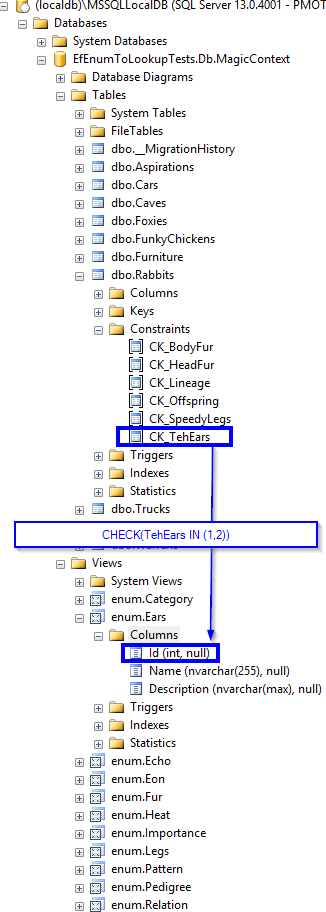 (localdb)\MSSQLLocalDB (SQL Server 13.0.4001 - PMOT
Databases
System Databases
EfEnumToLookupTests.Db.MagicContext
Database Diagrams
Tables
System Tables
FileTables
dbo.__MigrationHistory
dbo.Aspirations
dbo.Cars
dbo.Caves
dbo.Foxies
dbo.FunkyChickens
dbo.Furniture
dbo.Rabbits
Columns
Keys
Constraints
CK_BodyFur
CK_HeadFur
CK_Lineage
CK_Offspring
CK_SpeedyLegs
CK_TehEars
Triggers
Indexes
Statistics
dbo.Trucks
CHECK(TehEars IN (1,2))
Views
System Views
enum.Category
enum.Ears
Columns
Id (int, null)
Name (nvarchar(255), null)
Description (nvarchar(max), null)
Triggers
Indexes
Statistics
enum.Echo
enum.Eon
enum.Fur
enum.Heat
enum.Importance
enum.Legs
enum.Pattern
enum.Pedigree
enum.Relation